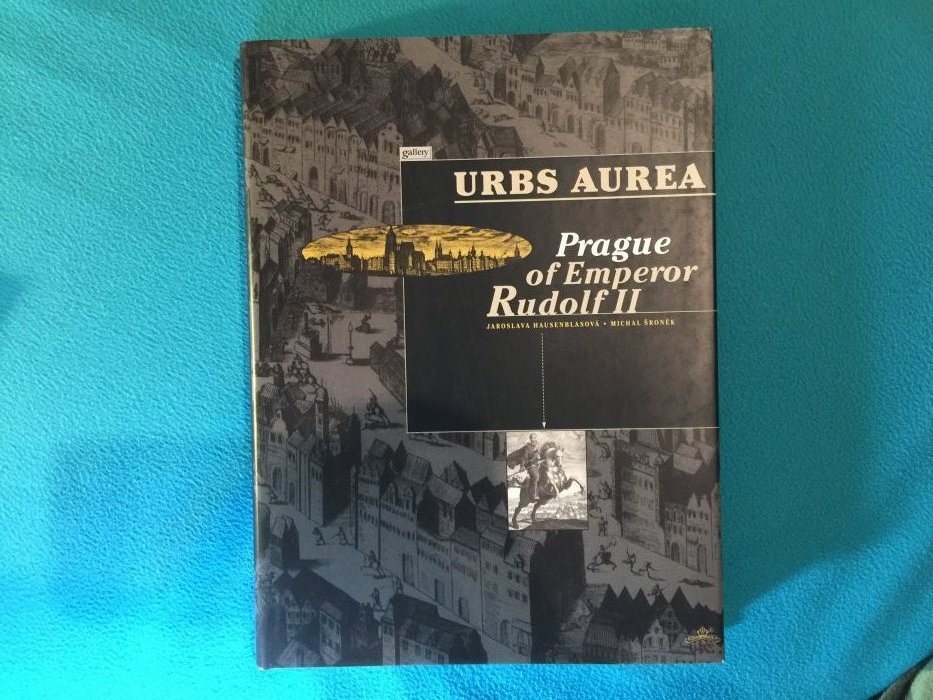 gallery
URBS AUREA
Prague
of Emperor
Rudolf II
JAROSLAVA HAUSENBLASOVÁ • MICHAL ŠRONĚK